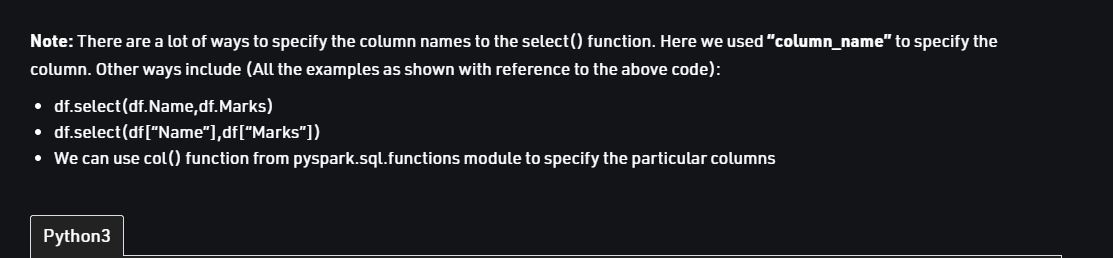 Note: There are a lot of ways to specify the column names to the select() function. Here we used “column_name” to specify the
column. Other ways include (All the examples as shown with reference to the above code):
• df.select(df.Name,df.Marks)
• df.select(df[“Name”],df[“Marks”])
• We can use col() function from pyspark.sql.functions module to specify the particular columns
Python3